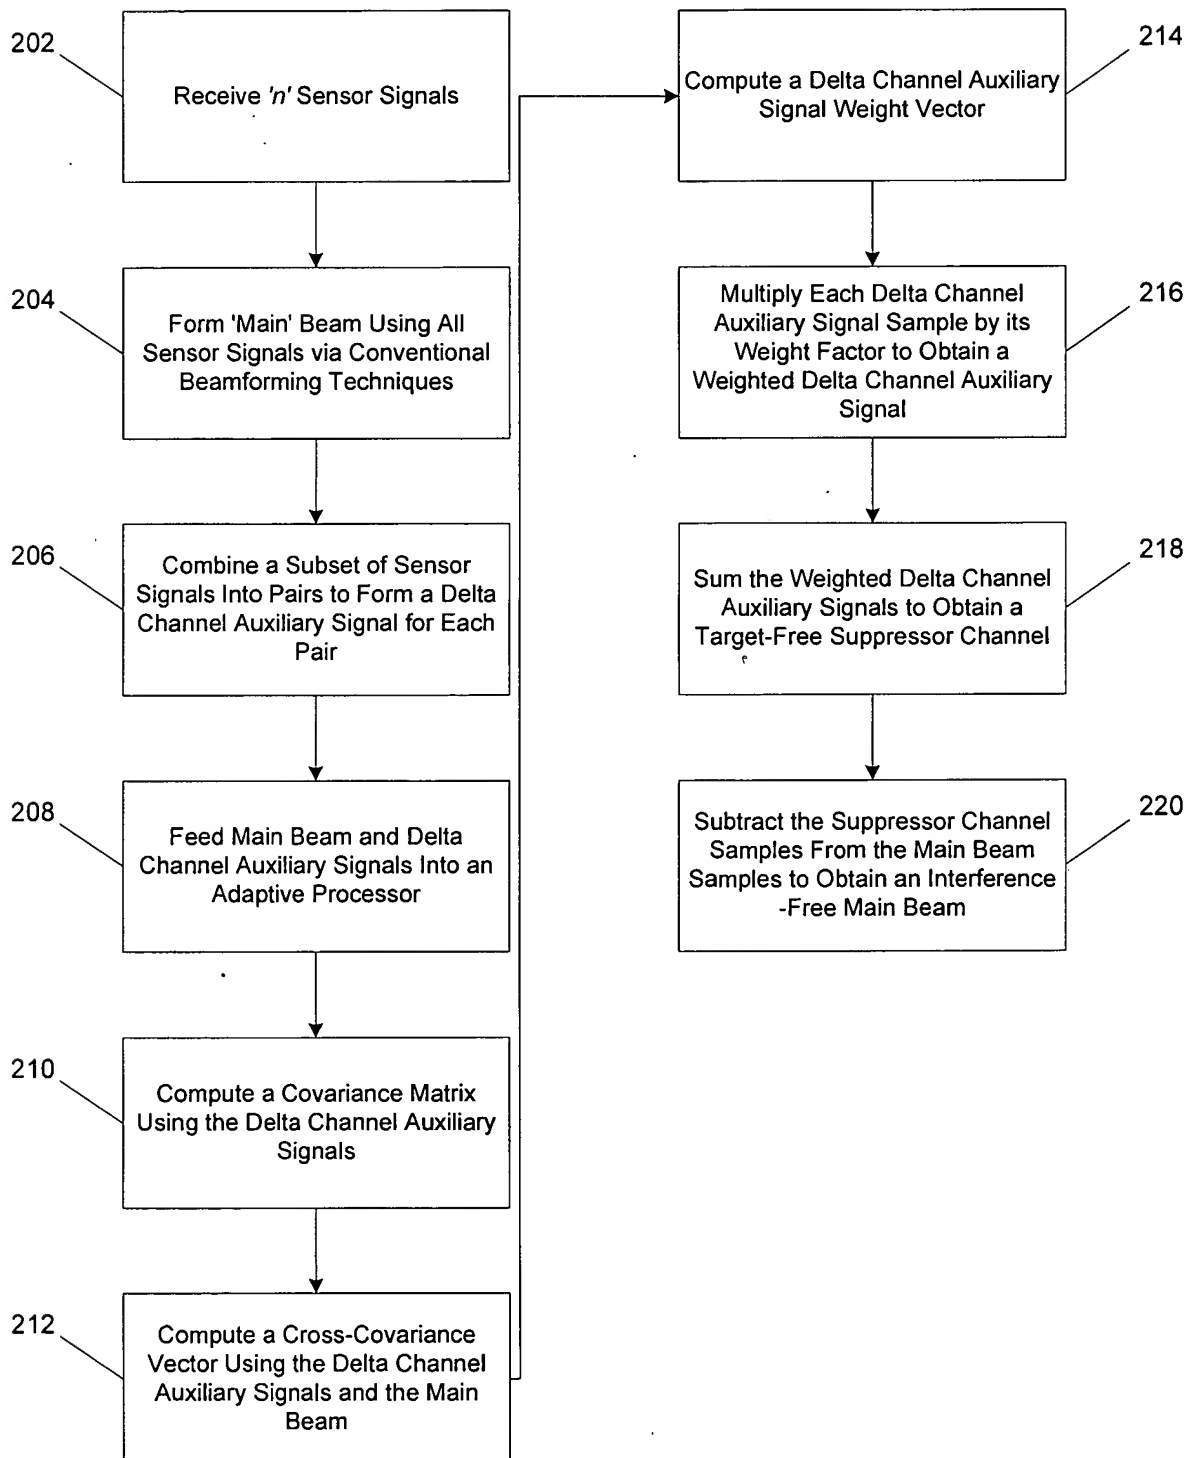 202
Receive 'n' Sensor Signals
204
Form 'Main' Beam Using All
Sensor Signals via Conventional
Beamforming Techniques
206
Combine a Subset of Sensor
Signals Into Pairs to Form a Delta
Channel Auxiliary Signal for Each
Pair
208
Feed Main Beam and Delta
Channel Auxiliary Signals Into an
Adaptive Processor
210
Compute a Covariance Matrix
Using the Delta Channel Auxiliary
Signals
212
Compute a Cross-Covariance
Vector Using the Delta Channel
Auxiliary Signals and the Main
Beam
214
Compute a Delta Channel Auxiliary
Signal Weight Vector
216
Multiply Each Delta Channel
Auxiliary Signal Sample by its
Weight Factor to Obtain a
Weighted Delta Channel Auxiliary
Signal
218
Sum the Weighted Delta Channel
Auxiliary Signals to Obtain a
Target-Free Suppressor Channel
220
Subtract the Suppressor Channel
Samples From the Main Beam
Samples to Obtain an Interference
-Free Main Beam